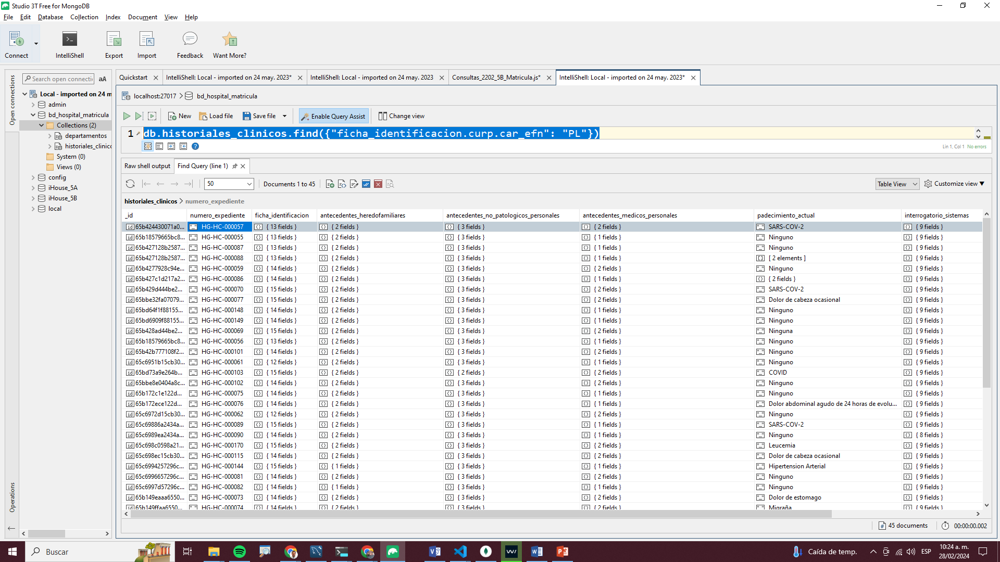 Studio 3T Free for MongoDB
File Edit Database Collection Index Document View Help
Connect IntelliShell Export Import Feedback Want More?
Open connections
Search open connecti aA
Quickstart IntelliShell: Local - imported on 24 may. 2023* IntelliShell: Local - imported on 24 may. 2023 Consultas_2202_5B_Matricula.js* IntelliShell: Local - imported on 24 may. 2023*
Local - imported on 24 m
admin
bd_hospital_matricula
Collections (2)
departamentos
historiales_clinico
System (0)
Views (0)
config
iHouse_5A
iHouse_5B
local
Operations
localhost:27017 bd_hospital_matricula
New Load file Save file Enable Query Assist Change view
1 db.historiales_clinicos.find({"ficha_identificacion.curp.car_efn": "PL"})
Lin 1, Col 1 No errors
Raw shell output Find Query (line 1)
50 Documents 1 to 45 Table View Customize view
historiales_clinicos > numero_expediente
_id numero_expediente ficha_identificacion antecedentes_heredofamiliares antecedentes_no_patologicos_personales antecedentes_medicos_personales padecimiento_actual interrogatorio_sistemas
65b424430071a0... HG-HC-000057 { 13 fields } { 2 fields } { 3 fields } { 2 fields } SARS-COV-2 { 9 fields }
65b18579665bc8... HG-HC-000055 { 13 fields } { 2 fields } { 3 fields } { 1 fields } Ninguno { 9 fields }
65b427128b2587... HG-HC-000087 { 13 fields } { 2 fields } { 3 fields } { 1 fields } Ninguno { 9 fields }
65b427128b2587... HG-HC-000088 { 13 fields } { 2 fields } { 3 fields } { 1 fields } [ 2 elements ] { 9 fields }
65b4277928c94e... HG-HC-000059 { 14 fields } { 2 fields } { 3 fields } { 2 fields } Ninguno { 9 fields }
65b427c1d217a2... HG-HC-000086 { 14 fields } { 2 fields } { 3 fields } { 1 fields } { 2 fields } { 9 fields }
65b429d444be2... HG-HC-000070 { 15 fields } { 2 fields } { 3 fields } { 2 fields } SARS-COV-2 { 9 fields }
65bbe32fa07079... HG-HC-000077 { 15 fields } { 2 fields } { 3 fields } { 2 fields } Dolor de cabeza ocasional { 9 fields }
65bd64f1f88155... HG-HC-000148 { 14 fields } { 2 fields } { 3 fields } { 1 fields } Ninguno { 9 fields }
65bd6909f88155... HG-HC-000149 { 14 fields } { 2 fields } { 3 fields } { 1 fields } Ninguno { 9 fields }
65b428ad44be2... HG-HC-000069 { 15 fields } { 2 fields } { 3 fields } { 2 fields } Ninguna { 9 fields }
65b18579665bc8... HG-HC-000056 { 13 fields } { 2 fields } { 3 fields } { 1 fields } Ninguno { 9 fields }
65b42b777108f2... HG-HC-000101 { 14 fields } { 2 fields } { 3 fields } { 2 fields } Ninguno { 9 fields }
65c6951b15cb30... HG-HC-000061 { 12 fields } { 2 fields } { 3 fields } { 1 fields } Ninguno { 9 fields }
65bd73a9e264b... HG-HC-000103 { 15 fields } { 2 fields } { 2 fields } { 2 fields } COVID { 9 fields }
65bbe8e0404a8c... HG-HC-000102 { 14 fields } { 2 fields } { 3 fields } { 2 fields } Ninguno { 9 fields }
65b172c1e122d... HG-HC-000075 { 14 fields } { 2 fields } { 3 fields } { 1 fields } Ninguno { 9 fields }
65b172ece122d... HG-HC-000076 { 14 fields } { 2 fields } { 3 fields } { 1 fields } Dolor abdominal agudo de 24 horas de evolu... { 9 fields }
65c6972d15cb30... HG-HC-000062 { 12 fields } { 2 fields } { 3 fields } { 2 fields } Ninguno { 9 fields }
65c69886a2434a... HG-HC-000089 { 15 fields } { 2 fields } { 3 fields } { 1 fields } SARS-COV-2 { 9 fields }
65c6989ea2434a... HG-HC-000090 { 14 fields } { 2 fields } { 3 fields } { 1 fields } Ninguno { 8 fields }
65c698c0598a21... HG-HC-000170 { 15 fields } { 2 fields } { 3 fields } { 2 fields } Leucemia { 9 fields }
65c698ec15cb30... HG-HC-000115 { 14 fields } { 2 fields } { 3 fields } { 2 fields } Dolor de cabeza ocasional { 9 fields }
65c6994257296c... HG-HC-000144 { 15 fields } { 1 fields } { 3 fields } { 1 fields } Hipertension Arterial { 9 fields }
65c6996657296c... HG-HC-000081 { 14 fields } { 2 fields } { 3 fields } { 2 fields } Ninguno { 9 fields }
65c6997d57296c... HG-HC-000082 { 14 fields } { 1 fields } { 3 fields } { 1 fields } Ninguno { 9 fields }
65b149eaaa6550... HG-HC-000073 { 14 fields } { 2 fields } { 3 fields } { 2 fields } Dolor de estomago { 9 fields }
65b149ffaa6550... HG-HC-000074 { 14 fields } { 2 fields } { 3 fields } { 2 fields } Migraña { 9 fields }
45 documents 00:00:00.002
Buscar Caída de temp. ESP 10:24 a. m.
28/02/2024